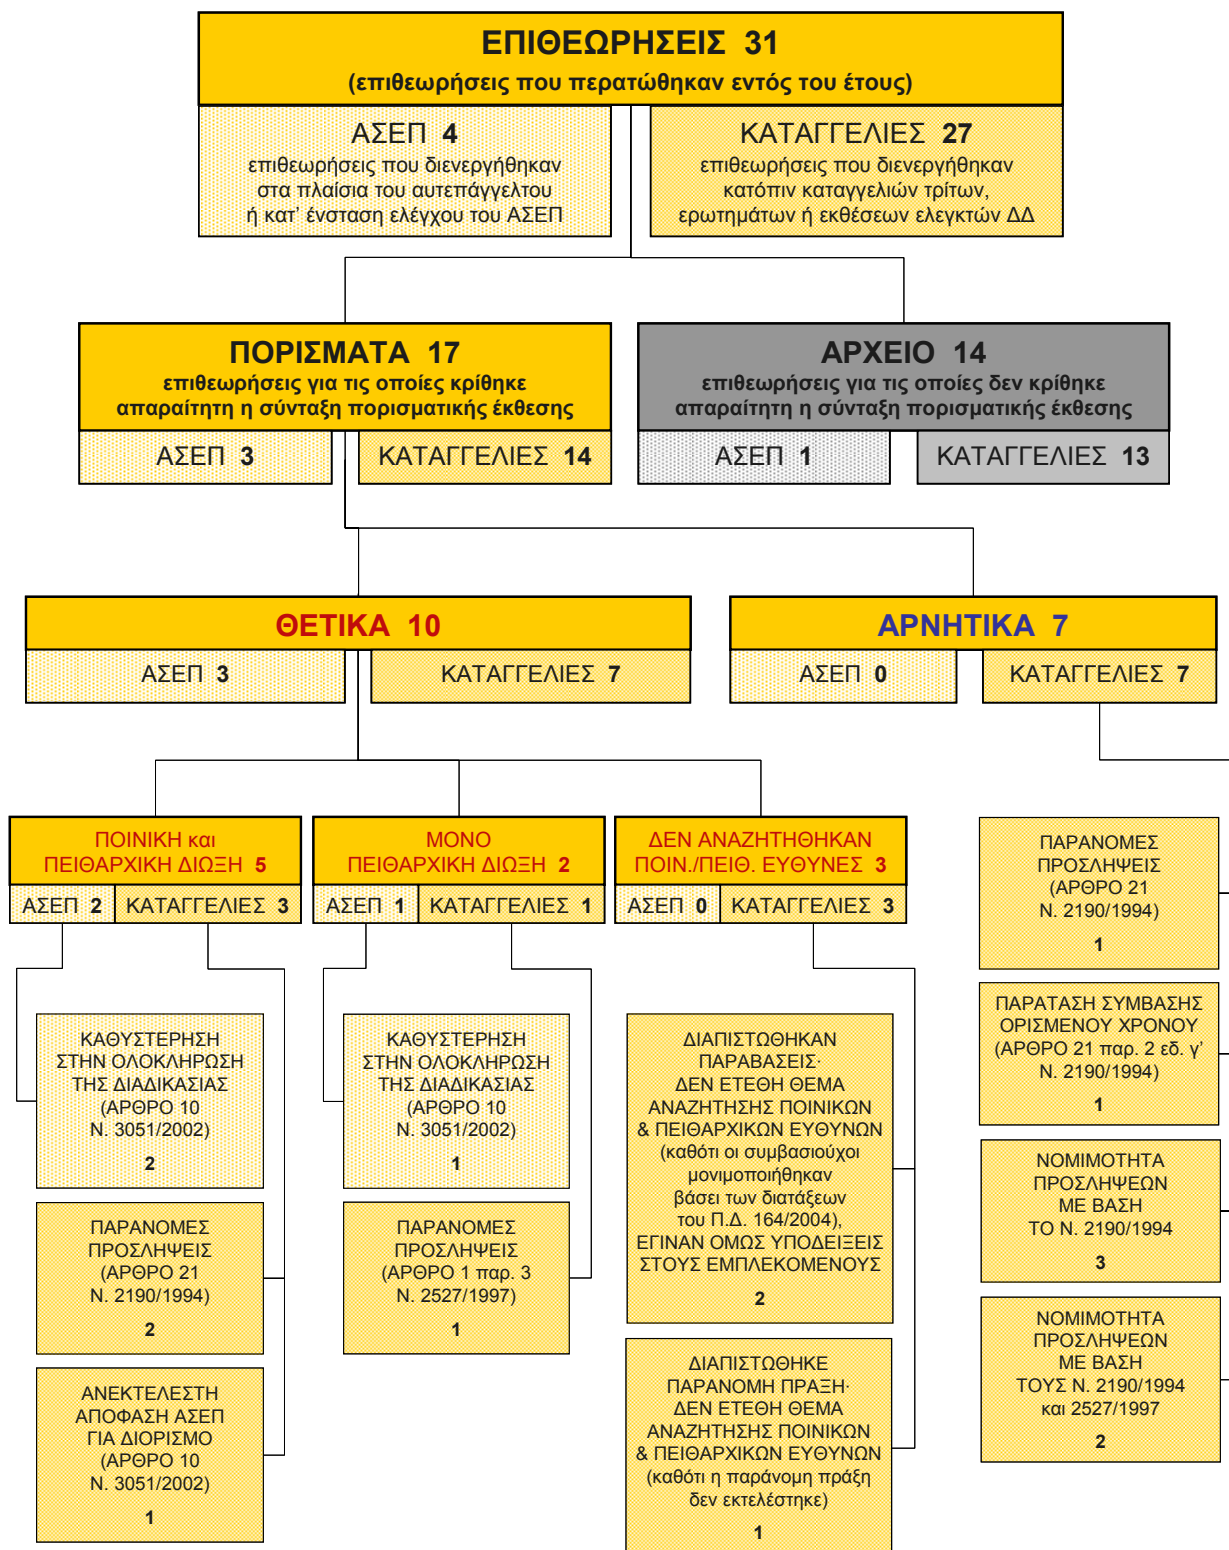 ΕΠΙΘΕΩΡΗΣΕΙΣ 31
(επιθεωρήσεις που περατώθηκαν εντός του έτους)
ΑΣΕΠ 4
επιθεωρήσεις που διενεργήθηκαν
στα πλαίσια του αυτεπάγγελτου
ή κατ’ ένσταση ελέγχου του ΑΣΕΠ
ΚΑΤΑΓΓΕΛΙΕΣ 27
επιθεωρήσεις που διενεργήθηκαν
κατόπιν καταγγελιών τρίτων,
ερωτημάτων ή εκθέσεων ελεγκτών ΔΔ
ΠΟΡΙΣΜΑΤΑ 17
επιθεωρήσεις για τις οποίες κρίθηκε
απαραίτητη η σύνταξη πορισματικής έκθεσης
ΑΣΕΠ 3
ΚΑΤΑΓΓΕΛΙΕΣ 14
ΑΡΧΕΙΟ 14
επιθεωρήσεις για τις οποίες δεν κρίθηκε
απαραίτητη η σύνταξη πορισματικής έκθεσης
ΑΣΕΠ 1
ΚΑΤΑΓΓΕΛΙΕΣ 13
ΘΕΤΙΚΑ 10
ΑΣΕΠ 3
ΚΑΤΑΓΓΕΛΙΕΣ 7
ΑΡΝΗΤΙΚΑ 7
ΑΣΕΠ 0
ΚΑΤΑΓΓΕΛΙΕΣ 7
ΠΟΙΝΙΚΗ και
ΠΕΙΘΑΡΧΙΚΗ ΔΙΩΞΗ 5
ΑΣΕΠ 2
ΚΑΤΑΓΓΕΛΙΕΣ 3
ΜΟΝΟ
ΠΕΙΘΑΡΧΙΚΗ ΔΙΩΞΗ 2
ΑΣΕΠ 1
ΚΑΤΑΓΓΕΛΙΕΣ 1
ΔΕΝ ΑΝΑΖΗΤΗΘΗΚΑΝ
ΠΟΙΝ./ΠΕΙΘ. ΕΥΘΥΝΕΣ 3
ΑΣΕΠ 0
ΚΑΤΑΓΓΕΛΙΕΣ 3
ΚΑΘΥΣΤΕΡΗΣΗ
ΣΤΗΝ ΟΛΟΚΛΗΡΩΣΗ
ΤΗΣ ΔΙΑΔΙΚΑΣΙΑΣ
(ΑΡΘΡΟ 10
Ν. 3051/2002)
2
ΠΑΡΑΝΟΜΕΣ
ΠΡΟΣΛΗΨΕΙΣ
(ΑΡΘΡΟ 21
Ν. 2190/1994)
2
ΑΝΕΚΤΕΛΕΣΤΗ
ΑΠΟΦΑΣΗ ΑΣΕΠ
ΓΙΑ ΔΙΟΡΙΣΜΟ
(ΑΡΘΡΟ 10
Ν. 3051/2002)
1
ΚΑΘΥΣΤΕΡΗΣΗ
ΣΤΗΝ ΟΛΟΚΛΗΡΩΣΗ
ΤΗΣ ΔΙΑΔΙΚΑΣΙΑΣ
(ΑΡΘΡΟ 10
Ν. 3051/2002)
1
ΠΑΡΑΝΟΜΕΣ
ΠΡΟΣΛΗΨΕΙΣ
(ΑΡΘΡΟ 1 παρ. 3
Ν. 2527/1997)
1
ΔΙΑΠΙΣΤΩΘΗΚΑΝ
ΠΑΡΑΒΑΣΕΙΣ·
ΔΕΝ ΕΤΕΘΗ ΘΕΜΑ
ΑΝΑΖΗΤΗΣΗΣ ΠΟΙΝΙΚΩΝ
& ΠΕΙΘΑΡΧΙΚΩΝ ΕΥΘΥΝΩΝ
(καθότι οι συμβασιούχοι
μονιμοποιήθηκαν
βάσει των διατάξεων
του Π.Δ. 164/2004),
ΕΓΙΝΑΝ ΟΜΩΣ ΥΠΟΔΕΙΞΕΙΣ
ΣΤΟΥΣ ΕΜΠΛΕΚΟΜΕΝΟΥΣ
2
ΔΙΑΠΙΣΤΩΘΗΚΕ
ΠΑΡΑΝΟΜΗ ΠΡΑΞΗ·
ΔΕΝ ΕΤΕΘΗ ΘΕΜΑ
ΑΝΑΖΗΤΗΣΗΣ ΠΟΙΝΙΚΩΝ
& ΠΕΙΘΑΡΧΙΚΩΝ ΕΥΘΥΝΩΝ
(καθότι η παράνομη πράξη
δεν εκτελέστηκε)
1
ΠΑΡΑΝΟΜΕΣ
ΠΡΟΣΛΗΨΕΙΣ
(ΑΡΘΡΟ 21
Ν. 2190/1994)
1
ΠΑΡΑΤΑΣΗ ΣΥΜΒΑΣΗΣ
ΟΡΙΣΜΕΝΟΥ ΧΡΟΝΟΥ
(ΑΡΘΡΟ 21 παρ. 2 εδ. γ’
Ν. 2190/1994)
1
ΝΟΜΙΜΟΤΗΤΑ
ΠΡΟΣΛΗΨΕΩΝ
ΜΕ ΒΑΣΗ
ΤΟ Ν. 2190/1994
3
ΝΟΜΙΜΟΤΗΤΑ
ΠΡΟΣΛΗΨΕΩΝ
ΜΕ ΒΑΣΗ
ΤΟΥΣ Ν. 2190/1994
και 2527/1997
2